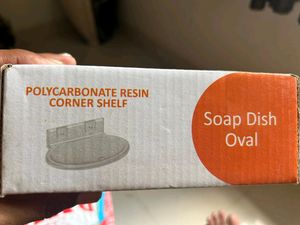 POLYCARBONATE RESIN
CORNER SHELF
Soap Dish
Oval